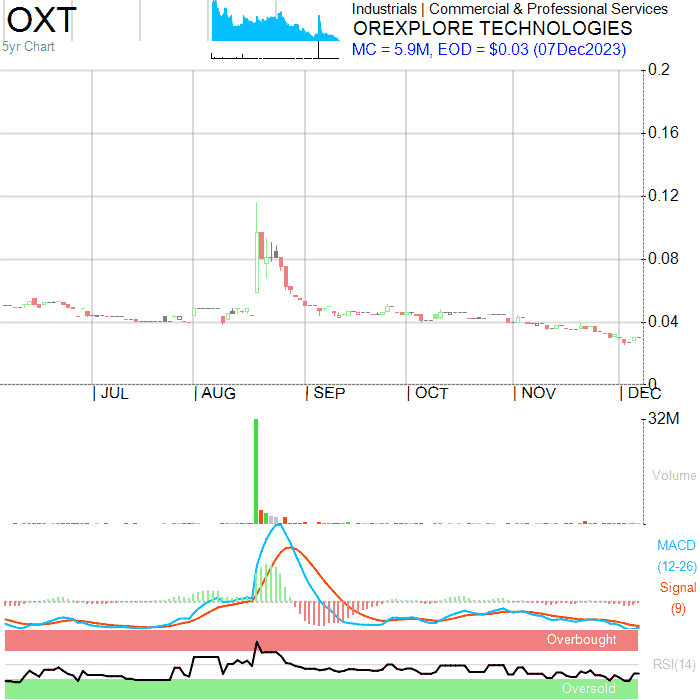 OXT
Industrials | Commercial & Professional Services
OREXPLORE TECHNOLOGIES
5yr Chart
MC = 5.9M, EOD = $0.03 (07Dec2023)
0.2
0.16
0.12
0.08
0.04
0
| JUL | AUG | SEP | OCT | NOV | DEC
32M
Volume
MACD
(12-26)
Signal
(9)
Overbought
RSI(14)
Oversold